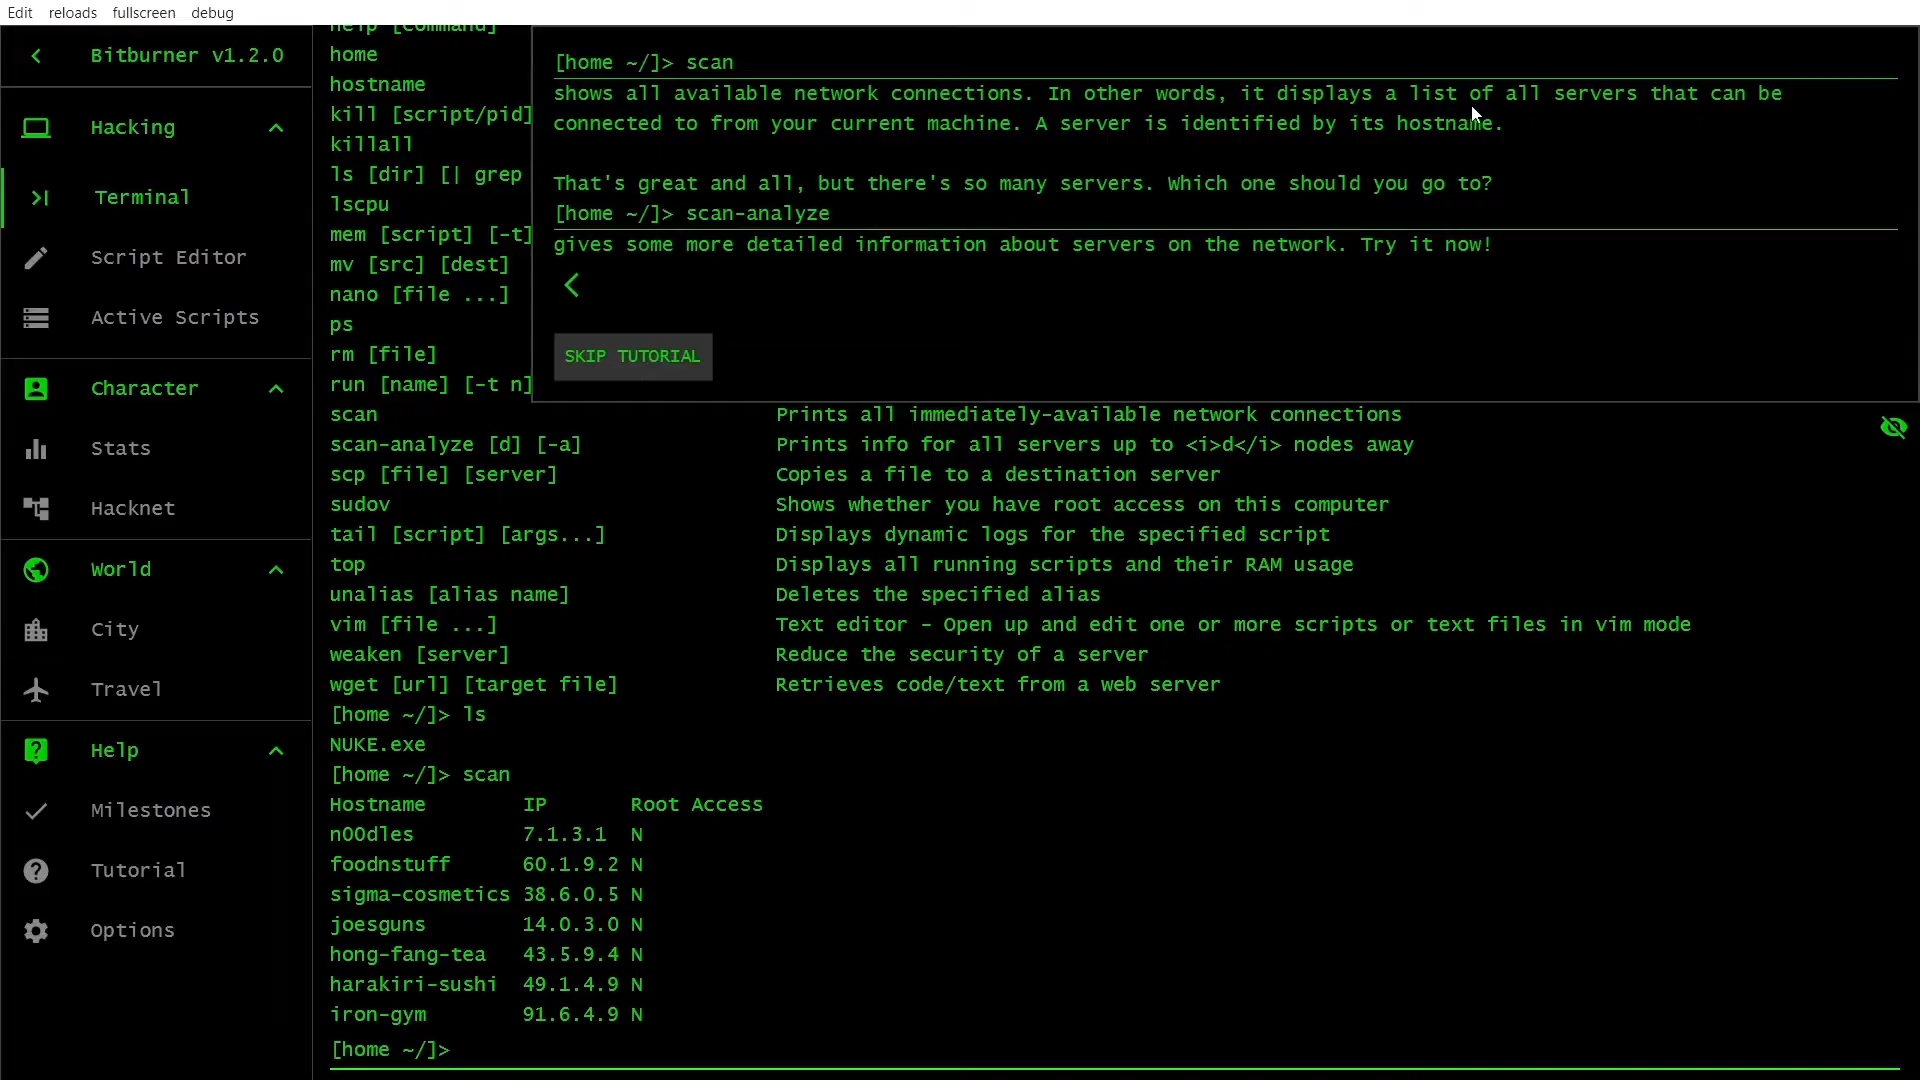 Edit reloads fullscreen debug
Bitburner v1.2.0
Hacking
Terminal
Script Editor
Active Scripts
Character
Stats
Hacknet
World
City
Travel
Help
Milestones
Tutorial
Options
help [command]
home
hostname
kill [script/pid]
killall
ls [dir] [| grep
lscpu
mem [script] [-t]
mv [src] [dest]
nano [file ...]
ps
rm [file]
run [name] [-t n]
[home ~/]> scan
shows all available network connections. In other words, it displays a list of all servers that can be
connected to from your current machine. A server is identified by its hostname.
That's great and all, but there's so many servers. Which one should you go to?
[home ~/]> scan-analyze
gives some more detailed information about servers on the network. Try it now!
SKIP TUTORIAL
scan Prints all immediately-available network connections
scan-analyze [d] [-a] Prints info for all servers up to <i>d</i> nodes away
scp [file] [server] Copies a file to a destination server
sudov Shows whether you have root access on this computer
tail [script] [args...] Displays dynamic logs for the specified script
top Displays all running scripts and their RAM usage
unalias [alias name] Deletes the specified alias
vim [file ...] Text editor - Open up and edit one or more scripts or text files in vim mode
weaken [server] Reduce the security of a server
wget [url] [target file] Retrieves code/text from a web server
[home ~/]> ls
NUKE.exe
[home ~/]> scan
Hostname IP Root Access
n00dles 7.1.3.1 N
foodnstuff 60.1.9.2 N
sigma-cosmetics 38.6.0.5 N
joesguns 14.0.3.0 N
hong-fang-tea 43.5.9.4 N
harakiri-sushi 49.1.4.9 N
iron-gym 91.6.4.9 N
[home ~/]>